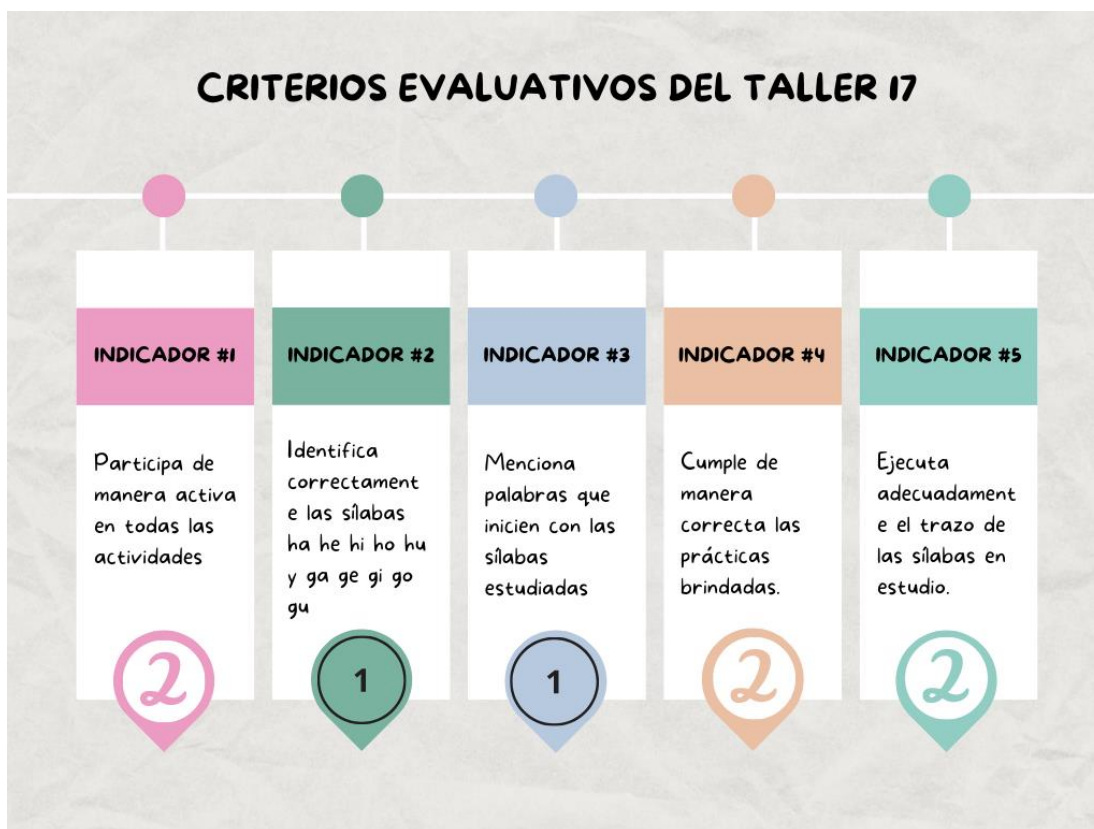 CRITERIOS EVALUATIVOS DEL TALLER 17
INDICADOR #1
Participa de
manera activa
en todas las
actividades
2
INDICADOR #2
Identifica
correctament
e las sílabas
ha he hi ho hu
y ga ge gi go
gu
1
INDICADOR #3
Menciona
palabras que
inicien con las
sílabas
estudiadas
1
INDICADOR #4
Cumple de
manera
correcta las
prácticas
brindadas.
2
INDICADOR #5
Ejecuta
adecuadament
e el trazo de
las sílabas en
estudio.
2